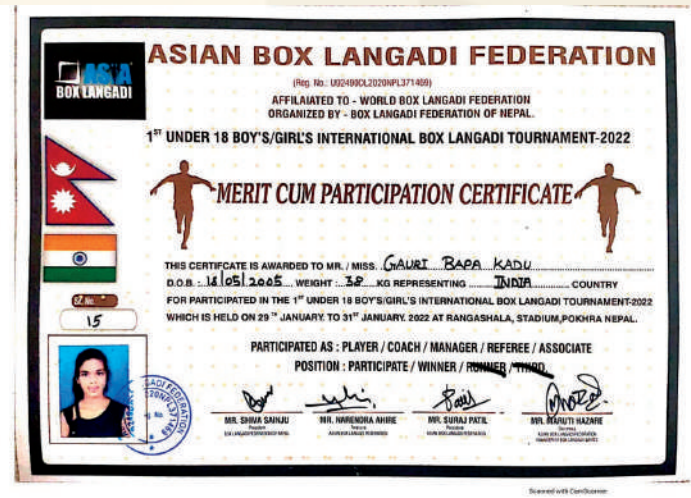 ASIA
BOX LANGADI
ASIAN BOX LANGADI FEDERATION
(Reg. No.: U92490DL2020NPL371469)
AFFILAIATED TO - WORLD BOX LANGADI FEDERATION
ORGANIZED BY - BOX LANGADI FEDERATION OF NEPAL.
1ST UNDER 18 BOY'S/GIRL'S INTERNATIONAL BOX LANGADI TOURNAMENT-2022
MERIT CUM PARTICIPATION CERTIFICATE
THIS CERTIFCATE IS AWARDED TO MR. / MISS. GAURI BAPA KADU
D.O.B. :. 18/05/2005 WEIGHT : 38 KG REPRESENTING INDIA COUNTRY
FOR PARTICIPATED IN THE 1ST UNDER 18 BOY'S/GIRL'S INTERNATIONAL BOX LANGADI TOURNAMENT-2022
WHICH IS HELD ON 29TH JANUARY. TO 31ST JANUARY. 2022 AT RANGASHALA, STADIUM,POKHRA NEPAL.
Sr. No.
15
PARTICIPATED AS : PLAYER / COACH / MANAGER / REFEREE / ASSOCIATE
POSITION : PARTICIPATE / WINNER / RUNNER / THIRD.
MR. SHIVA SAINJU
MR. NARENDRA AHIRE
MR. SURAJ PATIL
MR. MARUTI HAZARE
Scanned with CamScanner